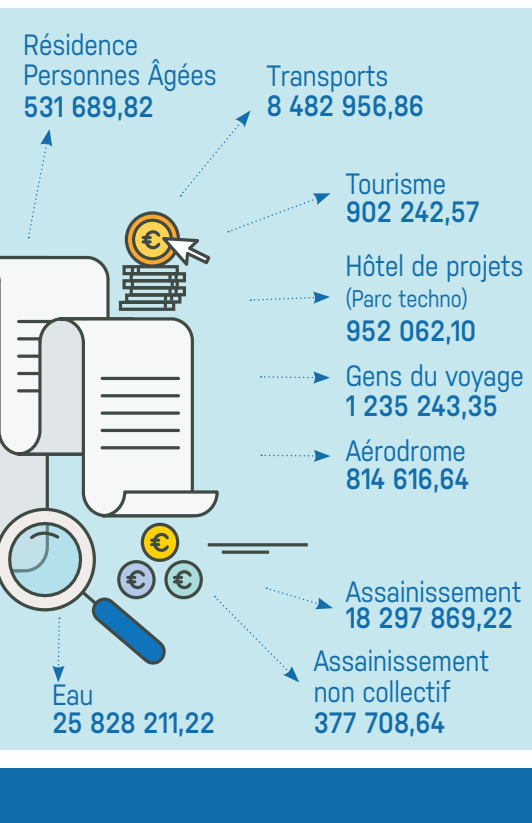 Résidence
Personnes Âgées
531 689,82
Transports
8 482 956,86
Tourisme
902 242,57
Hôtel de projets
(Parc techno)
952 062,10
Gens du voyage
1 235 243,35
Aérodrome
814 616,64
Assainissement
18 297 869,22
Assainissement
non collectif
377 708,64
Eau
25 828 211,22
€
€
€
€